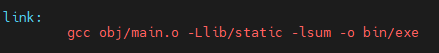 link:
        gcc obj/main.o -Llib/static -lsum -o bin/exe